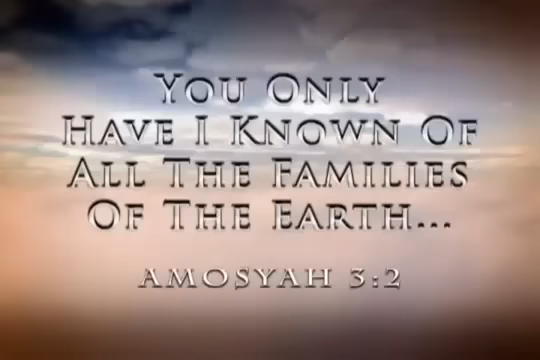 You Only
Have I Known Of
All The Families
Of The Earth...
AMOSYAH 3:2